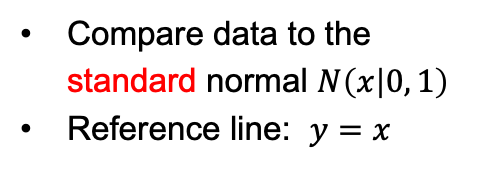 • Compare data to the
standard normal N(x|0, 1)
• Reference line: y = x